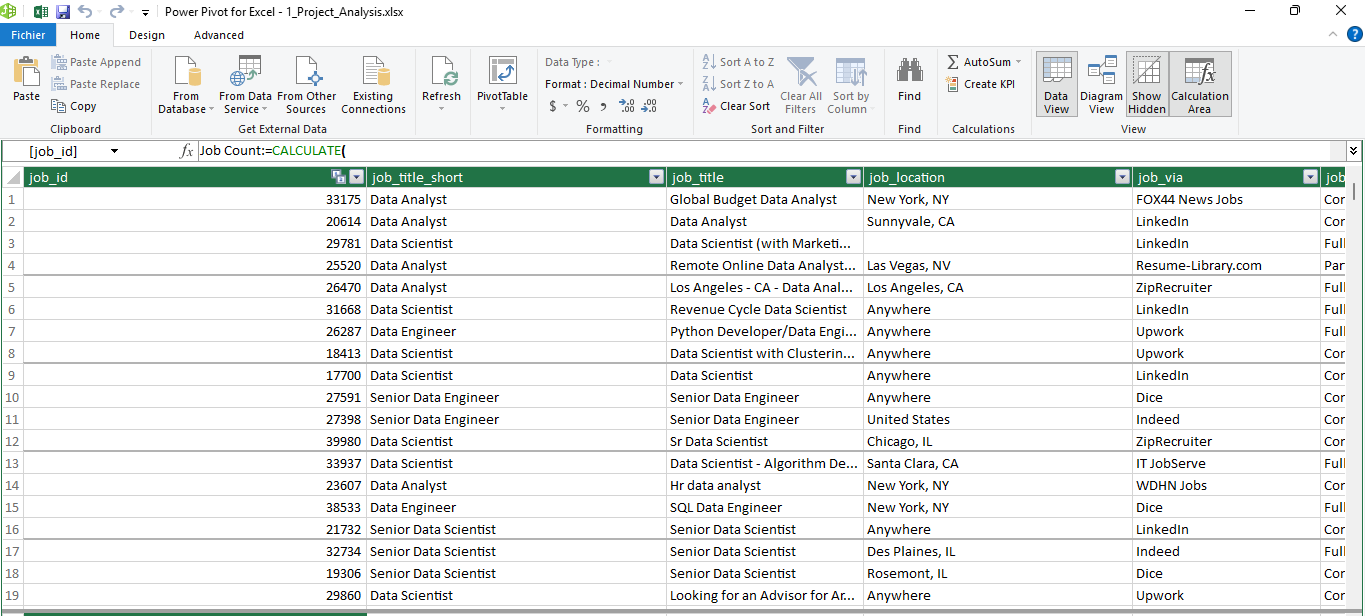 Power Pivot for Excel - 1_Project_Analysis.xlsx
Fichier Home Design Advanced
Paste Paste Append Paste Replace Copy
Clipboard
From Database From Data Service From Other Sources Existing Connections
Get External Data
Refresh
PivotTable
Data Type :
Format : Decimal Number
$ % ,
Formatting
Sort A to Z
Sort Z to A
Clear Sort
Clear All Filters
Sort by Column
Sort and Filter
Find
Find
AutoSum
Create KPI
Calculations
Data View
Diagram View
Show Hidden
Calculation Area
View
[job_id] fx Job Count:=CALCULATE(
job_id job_title_short job_title job_location job_via job
1 33175 Data Analyst Global Budget Data Analyst New York, NY FOX44 News Jobs Cor
2 20614 Data Analyst Data Analyst Sunnyvale, CA LinkedIn Cor
3 29781 Data Scientist Data Scientist (with Marketi... LinkedIn Full
4 25520 Data Analyst Remote Online Data Analyst... Las Vegas, NV Resume-Library.com Par
5 26470 Data Analyst Los Angeles - CA - Data Anal... Los Angeles, CA ZipRecruiter Full
6 31668 Data Scientist Revenue Cycle Data Scientist Anywhere LinkedIn Full
7 26287 Data Engineer Python Developer/Data Engi... Anywhere Upwork Full
8 18413 Data Scientist Data Scientist with Clusterin... Anywhere Upwork Cor
9 17700 Data Scientist Data Scientist Anywhere LinkedIn Cor
10 27591 Senior Data Engineer Senior Data Engineer Anywhere Dice Cor
11 27398 Senior Data Engineer Senior Data Engineer United States Indeed Cor
12 39980 Data Scientist Sr Data Scientist Chicago, IL ZipRecruiter Cor
13 33937 Data Scientist Data Scientist - Algorithm De... Santa Clara, CA IT JobServe Full
14 23607 Data Analyst Hr data analyst New York, NY WDHN Jobs Cor
15 38533 Data Engineer SQL Data Engineer New York, NY Dice Full
16 21732 Senior Data Scientist Senior Data Scientist Anywhere LinkedIn Cor
17 32734 Senior Data Scientist Senior Data Scientist Des Plaines, IL Indeed Full
18 19306 Senior Data Scientist Senior Data Scientist Rosemont, IL Dice Cor
19 29860 Data Scientist Looking for an Advisor for Ar... Anywhere Upwork Cor